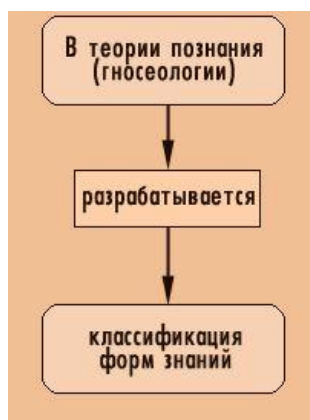 В теории познания
(гносеологии)
разрабатывается
классификация
форм знаний